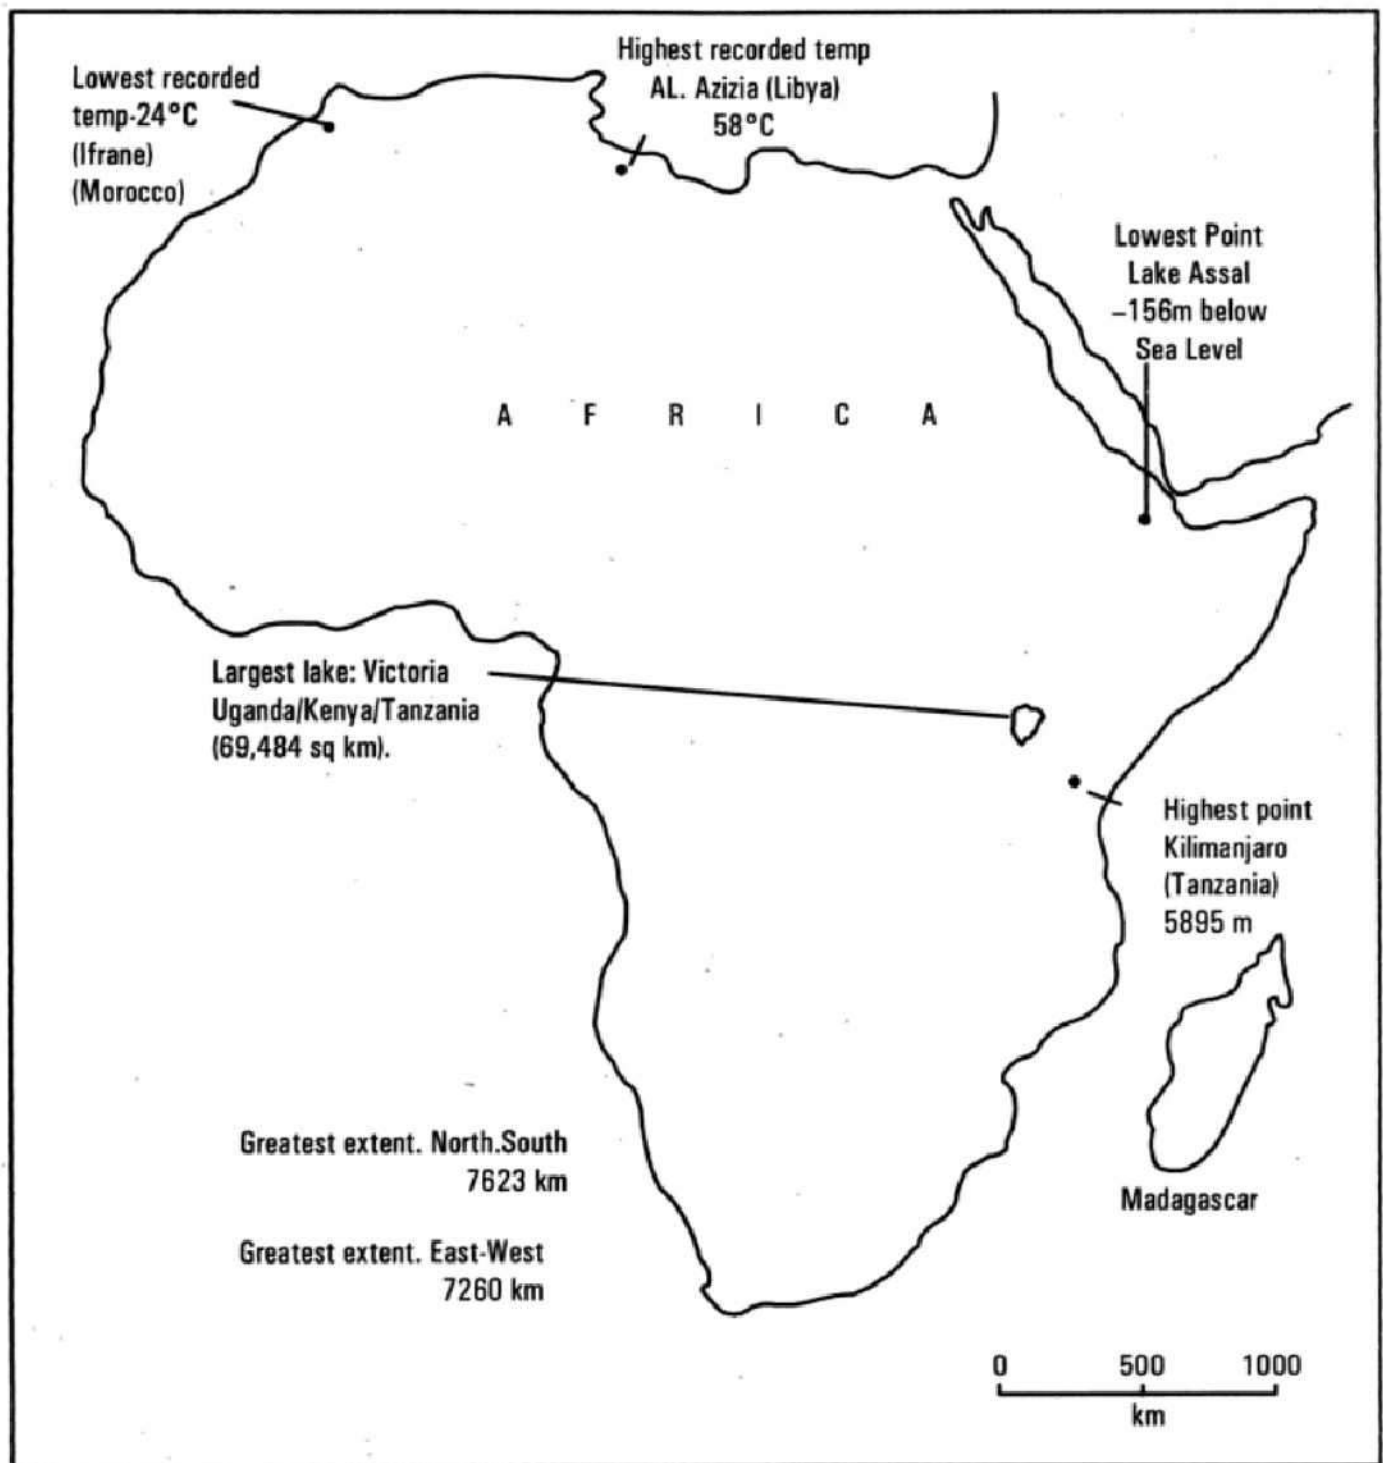 Lowest recorded
temp-24°C
(Ifrane)
(Morocco)
Highest recorded temp
AL. Azizia (Libya)
58°C
Lowest Point
Lake Assal
–156m below
Sea Level
A F R I C A
Largest lake: Victoria
Uganda/Kenya/Tanzania
(69,484 sq km).
Highest point
Kilimanjaro
(Tanzania)
5895 m
Greatest extent. North.South
7623 km
Greatest extent. East-West
7260 km
Madagascar
0 500 1000
km